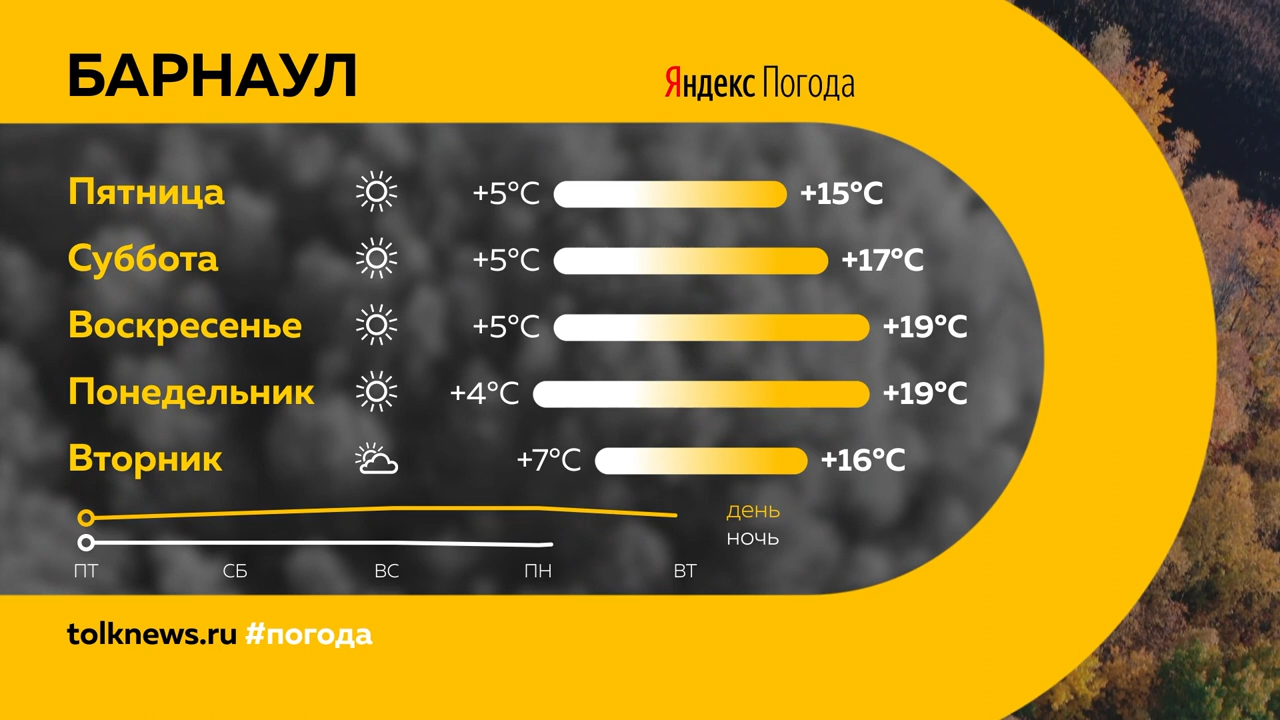 БАРНАУЛ
Яндекс Погода
Пятница +5°C +15°C
Суббота +5°C +17°C
Воскресенье +5°C +19°C
Понедельник +4°C +19°C
Вторник +7°C +16°C
день
ночь
ПТ СБ ВС ПН ВТ
tolknews.ru #погода